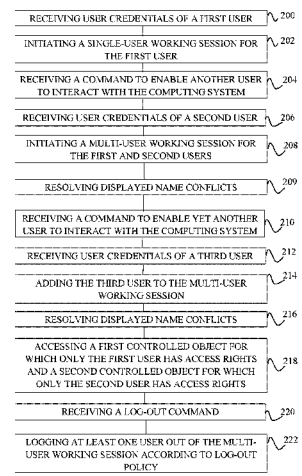 RECEIVING USER CREDENTIALS OF A FIRST USER
200
INITIATING A SINGLE-USER WORKING SESSION FOR
THE FIRST USER
202
RECEIVING A COMMAND TO ENABLE ANOTHER USER
TO INTERACT WITH THE COMPUTING SYSTEM
204
RECEIVING USER CREDENTIALS OF A SECOND USER
206
INITIATING A MULTI-USER WORKING SESSION FOR
THE FIRST AND SECOND USERS
208
RESOLVING DISPLAYED NAME CONFLICTS
209
RECEIVING A COMMAND TO ENABLE YET ANOTHER
USER TO INTERACT WITH THE COMPUTING SYSTEM
210
RECEIVING USER CREDENTIALS OF A THIRD USER
212
ADDING THE THIRD USER TO THE MULTI-USER
WORKING SESSION
214
RESOLVING DISPLAYED NAME CONFLICTS
216
ACCESSING A FIRST CONTROLLED OBJECT FOR
WHICH ONLY THE FIRST USER HAS ACCESS RIGHTS
AND A SECOND CONTROLLED OBJECT FOR WHICH
ONLY THE SECOND USER HAS ACCESS RIGHTS
218
RECEIVING A LOG-OUT COMMAND
220
LOGGING AT LEAST ONE USER OUT OF THE MULTI-
USER WORKING SESSION ACCORDING TO LOG-OUT
POLICY
222